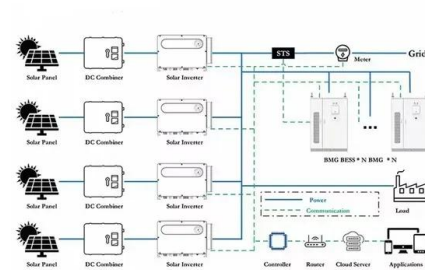 STS
Meter
Grid
Solar Panel DC Combiner Solar Inverter
Solar Panel DC Combiner Solar Inverter
BMG BESS * N BMG * N
Solar Panel DC Combiner Solar Inverter
Power
Communication
Load
Solar Panel DC Combiner Solar Inverter
Controller Router Cloud Server Applications